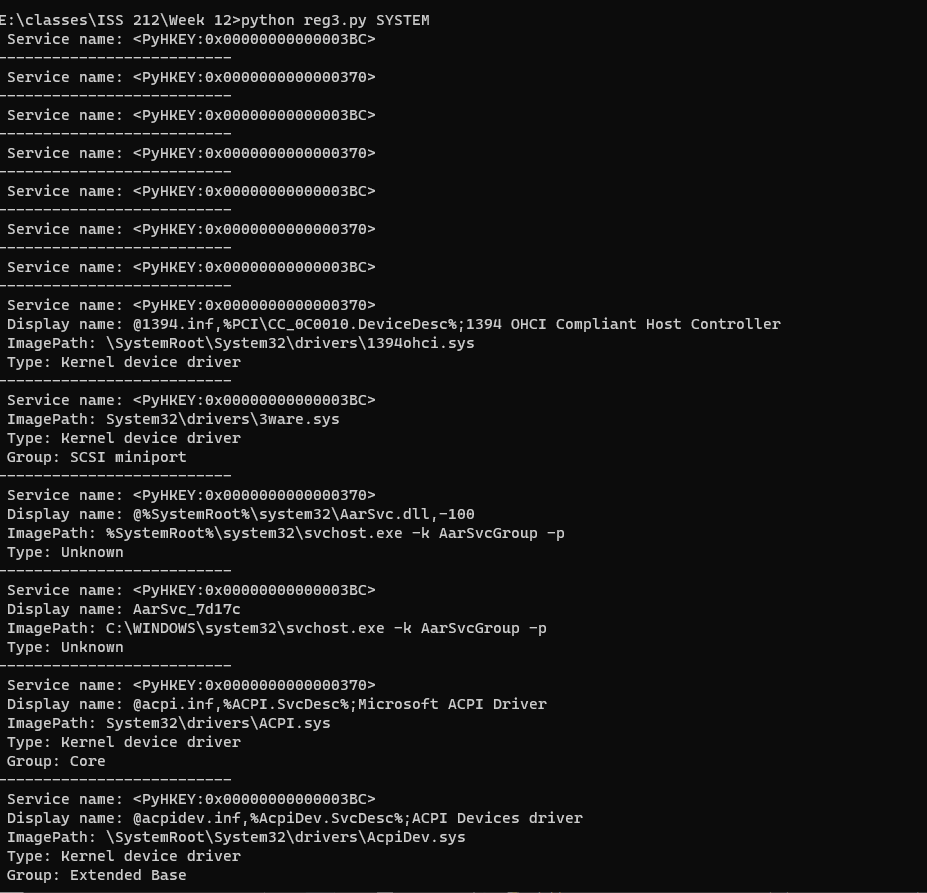 E:\classes\ISS 212\Week 12>python reg3.py SYSTEM
Service name: <PyHKEY:0x00000000000003BC>
--------------------------
Service name: <PyHKEY:0x0000000000000370>
--------------------------
Service name: <PyHKEY:0x00000000000003BC>
--------------------------
Service name: <PyHKEY:0x0000000000000370>
--------------------------
Service name: <PyHKEY:0x00000000000003BC>
--------------------------
Service name: <PyHKEY:0x0000000000000370>
--------------------------
Service name: <PyHKEY:0x00000000000003BC>
--------------------------
Service name: <PyHKEY:0x0000000000000370>
Display name: @1394.inf,%PCI\CC_0C0010.DeviceDesc%;1394 OHCI Compliant Host Controller
ImagePath: \SystemRoot\System32\drivers\1394ohci.sys
Type: Kernel device driver
--------------------------
Service name: <PyHKEY:0x00000000000003BC>
ImagePath: System32\drivers\3ware.sys
Type: Kernel device driver
Group: SCSI miniport
--------------------------
Service name: <PyHKEY:0x0000000000000370>
Display name: @%SystemRoot%\system32\AarSvc.dll,-100
ImagePath: %SystemRoot%\system32\svchost.exe -k AarSvcGroup -p
Type: Unknown
--------------------------
Service name: <PyHKEY:0x00000000000003BC>
Display name: AarSvc_7d17c
ImagePath: C:\WINDOWS\system32\svchost.exe -k AarSvcGroup -p
Type: Unknown
--------------------------
Service name: <PyHKEY:0x0000000000000370>
Display name: @acpi.inf,%ACPI.SvcDesc%;Microsoft ACPI Driver
ImagePath: System32\drivers\ACPI.sys
Type: Kernel device driver
Group: Core
--------------------------
Service name: <PyHKEY:0x00000000000003BC>
Display name: @acpidev.inf,%AcpiDev.SvcDesc%;ACPI Devices driver
ImagePath: \SystemRoot\System32\drivers\AcpiDev.sys
Type: Kernel device driver
Group: Extended Base